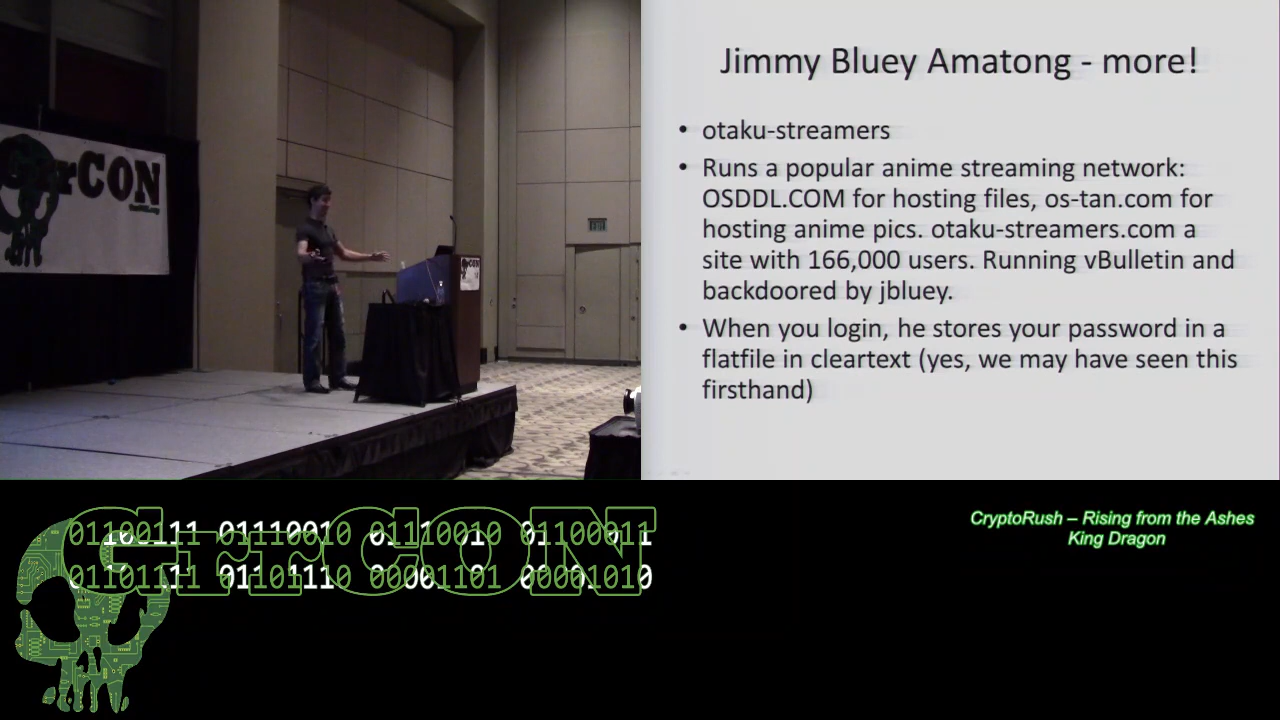 GrrCON
Jimmy Bluey Amatong - more!
• otaku-streamers
• Runs a popular anime streaming network:
OSDDL.COM for hosting files, os-tan.com for
hosting anime pics. otaku-streamers.com a
site with 166,000 users. Running vBulletin and
backdoored by jbluey.
• When you login, he stores your password in a
flatfile in cleartext (yes, we may have seen this
firsthand)
GrrCON
01100111 01110010 01110010 01100011
01101111 01101110 00001101 00001010
CryptoRush – Rising from the Ashes
King Dragon